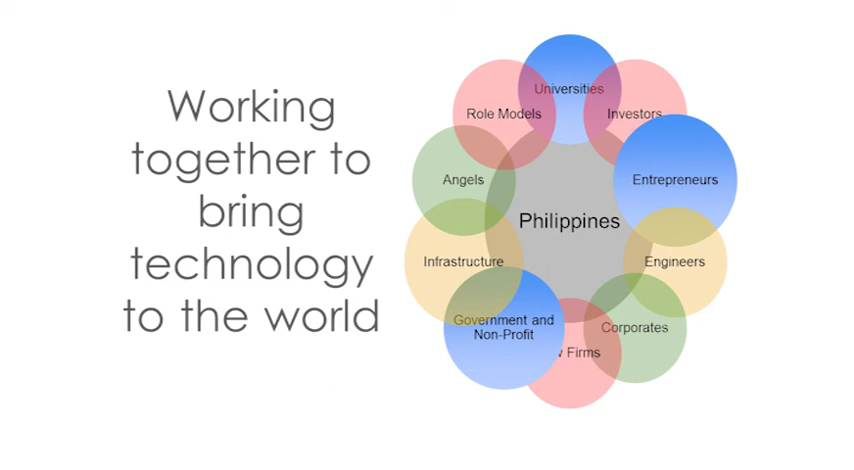 Working
together to
bring
technology
to the world
Universities
Role Models
Investors
Angels
Entrepreneurs
Philippines
Infrastructure
Engineers
Government and
Non-Profit
Corporates
Firms